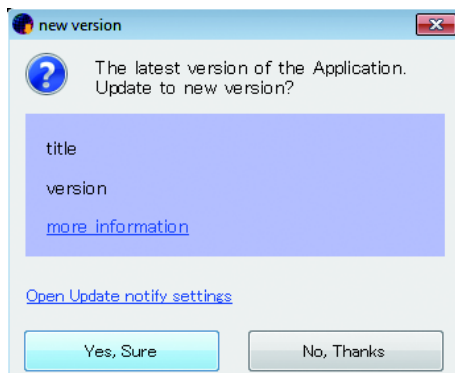 new version
The latest version of the Application.
Update to new version?
title
version
more information
Open Update notify settings
Yes, Sure
No, Thanks